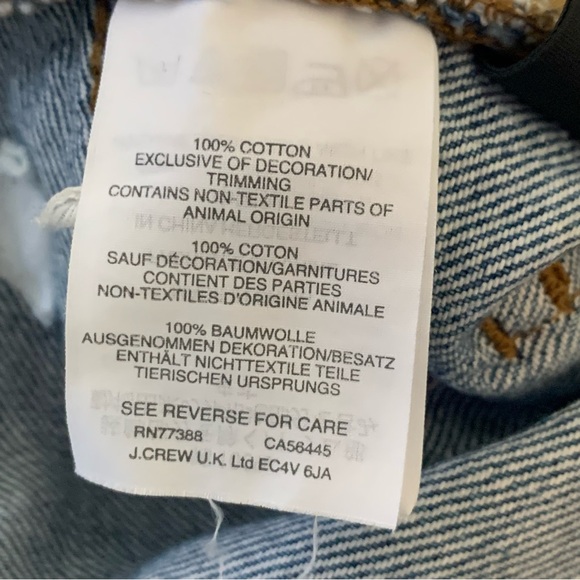 100% COTTON
EXCLUSIVE OF DECORATION/
TRIMMING
CONTAINS NON-TEXTILE PARTS OF
ANIMAL ORIGIN
100% COTON
SAUF DÉCORATION/GARNITURES
CONTIENT DES PARTIES
NON-TEXTILES D'ORIGINE ANIMALE
100% BAUMWOLLE
AUSGENOMMEN DEKORATION/BESATZ
ENTHÄLT NICHTTEXTILE TEILE
TIERISCHEN URSPRUNGS
SEE REVERSE FOR CARE
RN77388 CA56445
J.CREW U.K. Ltd EC4V 6JA